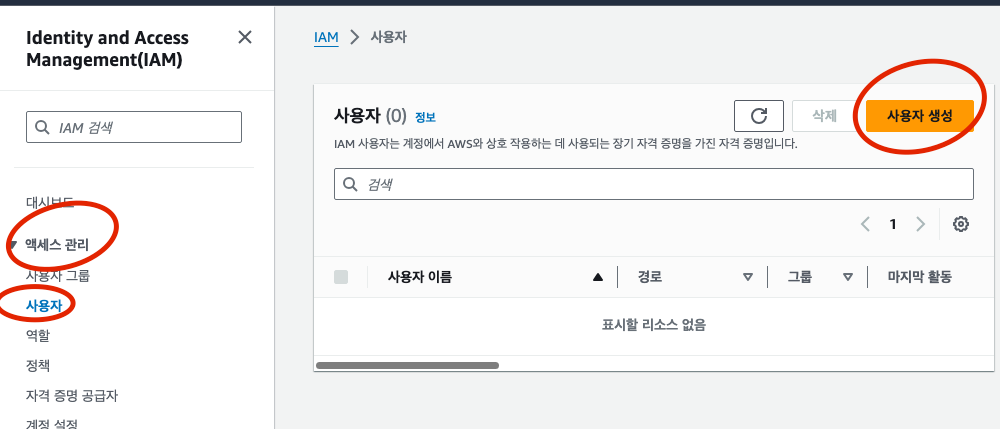 Identity and Access
Management(IAM)
IAM 검색
대시보드
액세스 관리
사용자 그룹
사용자
역할
정책
자격 증명 공급자
계정 설정
IAM > 사용자
사용자 (0) 정보
삭제
사용자 생성
IAM 사용자는 계정에서 AWS와 상호 작용하는 데 사용되는 장기 자격 증명을 가진 자격 증명입니다.
검색
1
사용자 이름 경로 그룹 마지막 활동
표시할 리소스 없음